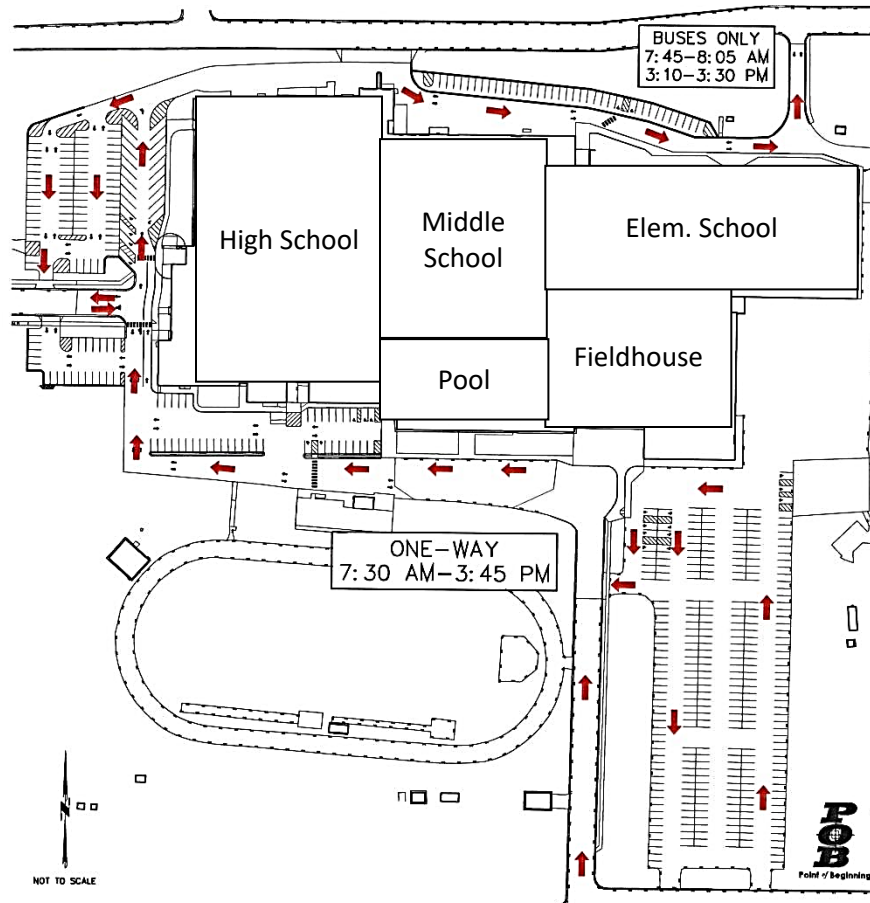 BUSES ONLY
7:45-8:05 AM
3:10-3:30 PM
High School
Middle
School
Elem. School
Fieldhouse
Pool
ONE-WAY
7:30 AM-3:45 PM
N
NOT TO SCALE
POB
Point of Beginning